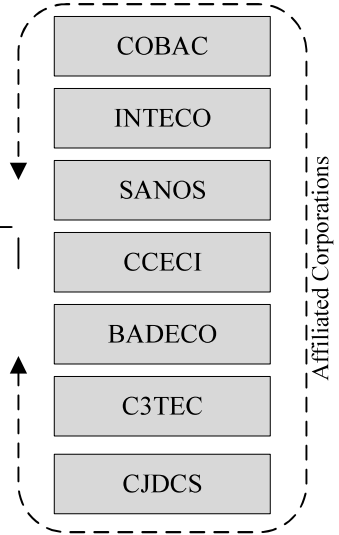 COBAC
INTECO
SANOS
CCECI
BADECO
C3TEC
CJDCS
Affiliated Corporations